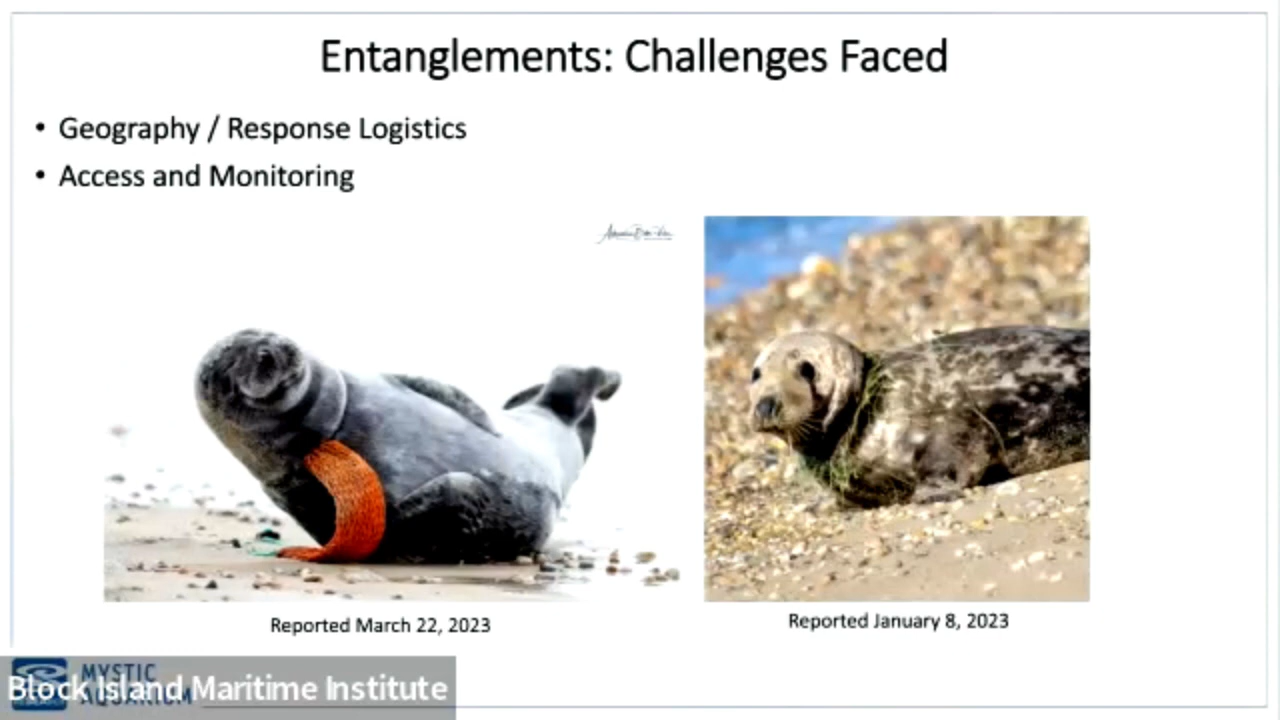 Entanglements: Challenges Faced
• Geography / Response Logistics
• Access and Monitoring
Reported March 22, 2023
Reported January 8, 2023
MYSTIC
AQUARIUM
Block Island Maritime Institute